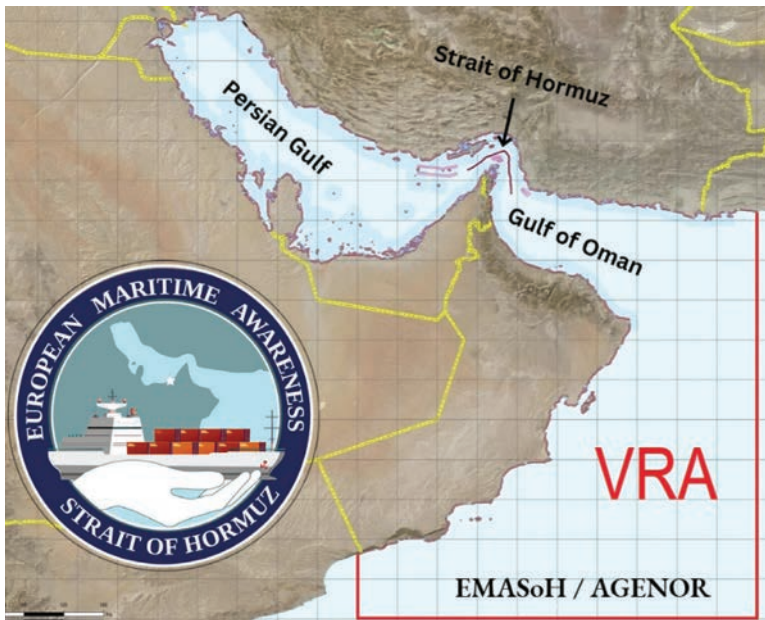 Strait of Hormuz
Persian Gulf
Gulf of Oman
EUROPEAN MARITIME AWARENESS
STRAIT OF HORMUZ
VRA
EMASoH / AGENOR